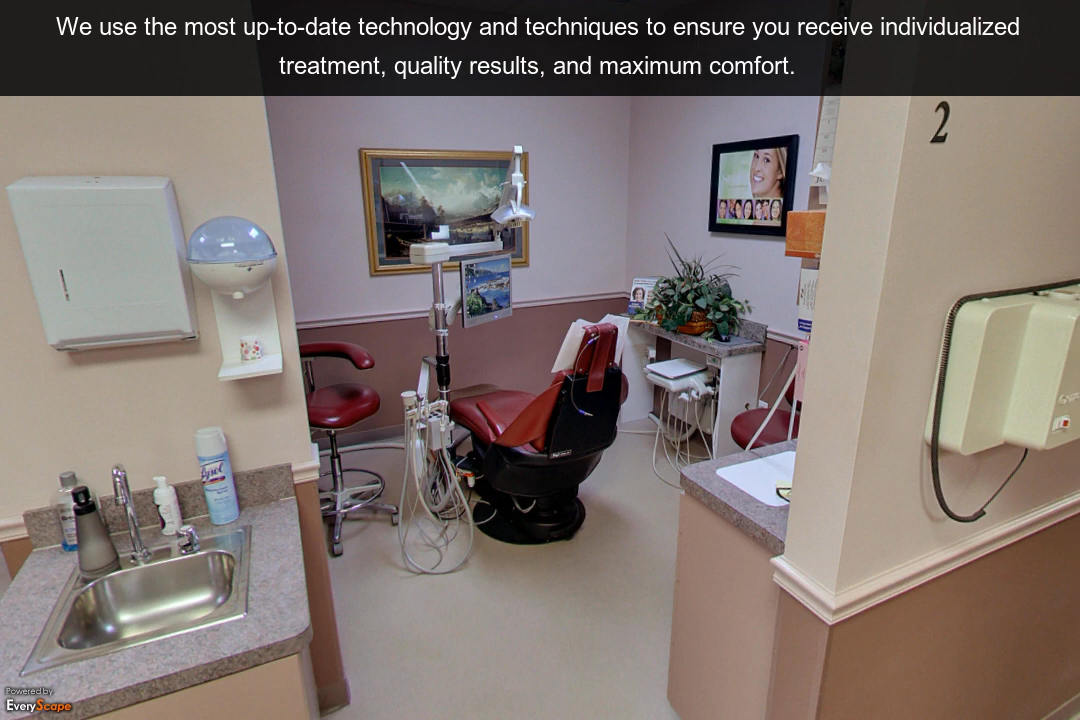 We use the most up-to-date technology and techniques to ensure you receive individualized
treatment, quality results, and maximum comfort.
2
Lysol
Powered by
EveryScape